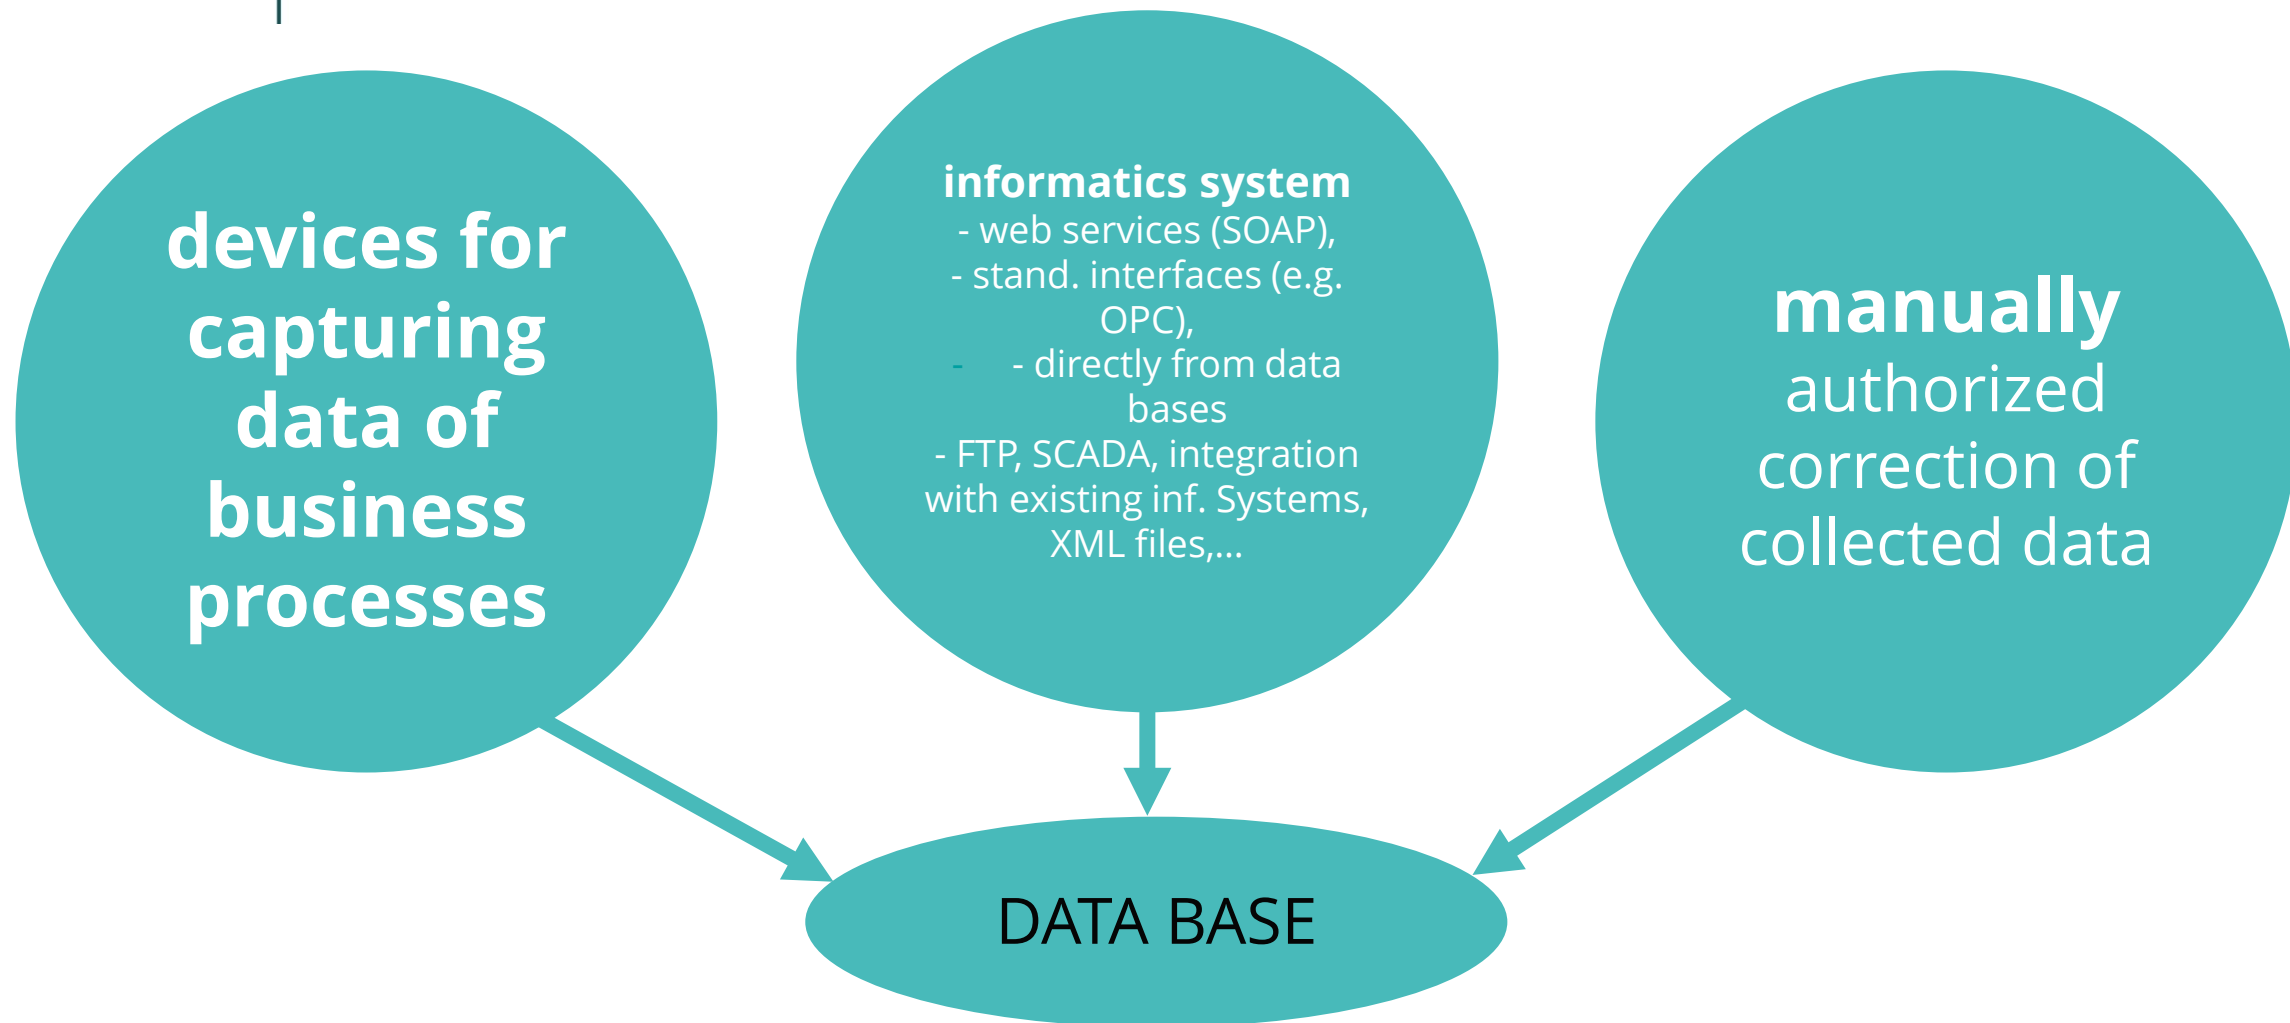 devices for
capturing
data of
business
processes
informatics system
- web services (SOAP),
- stand. interfaces (e.g.
OPC),
- - directly from data
bases
- FTP, SCADA, integration
with existing inf. Systems,
XML files,...
manually
authorized
correction of
collected data
DATA BASE